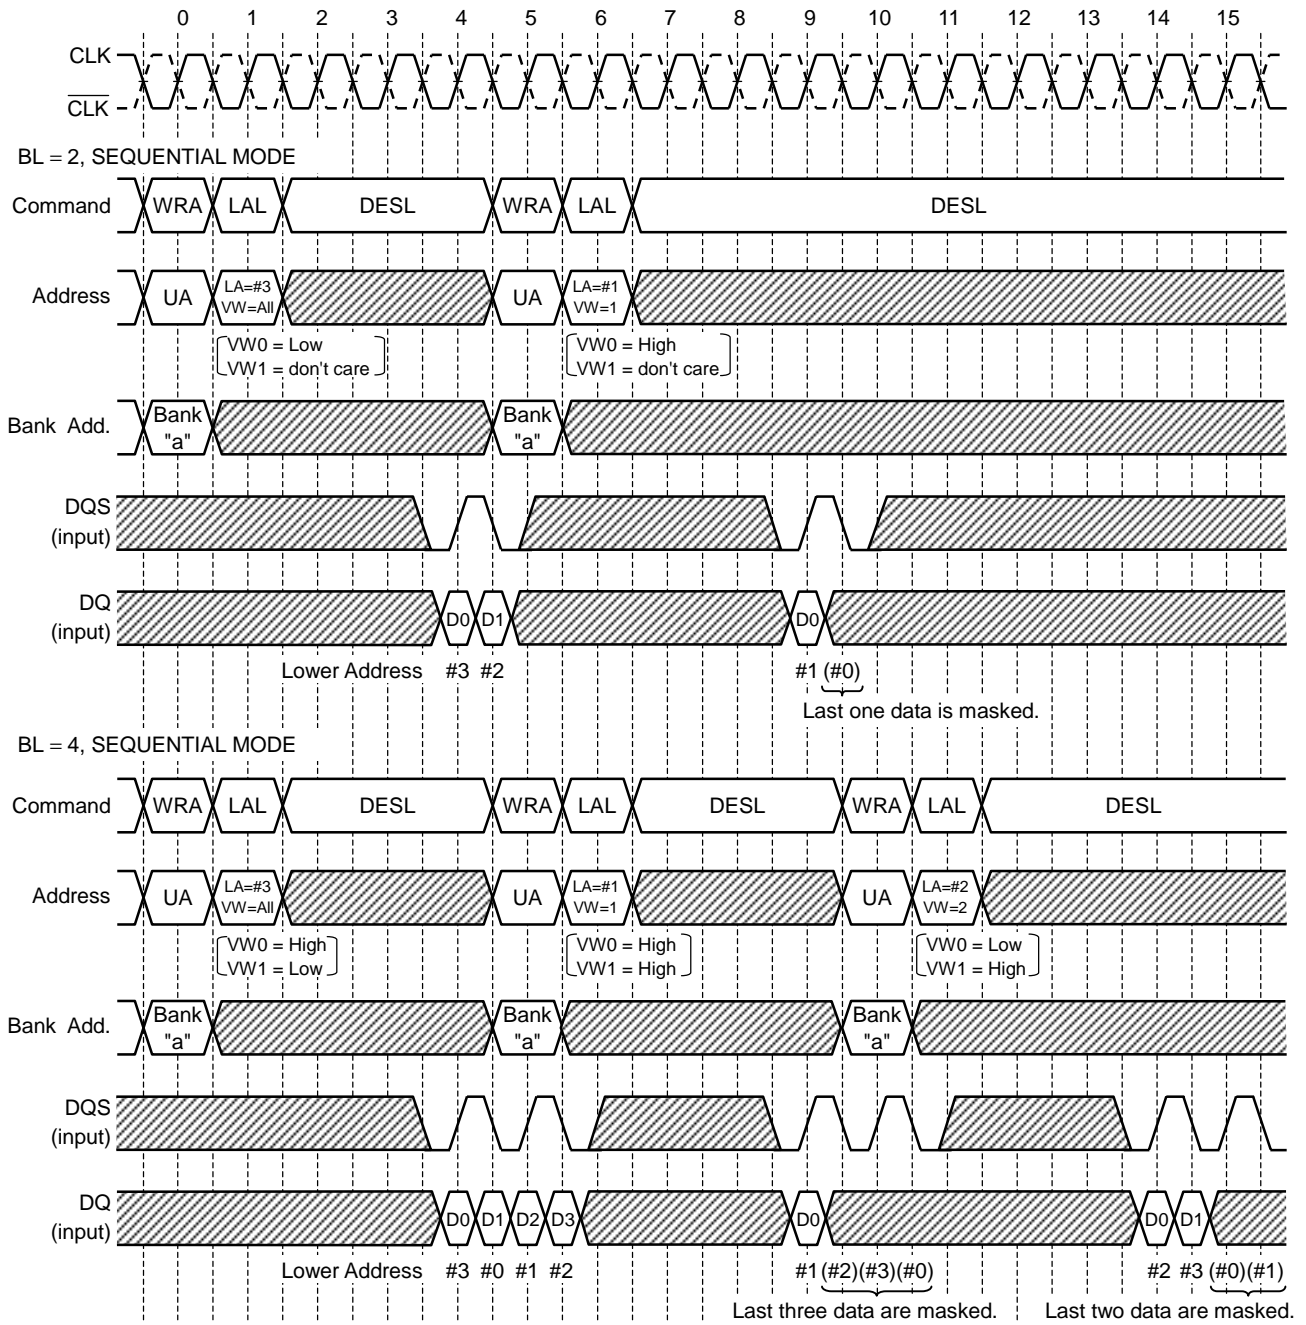 0 1 2 3 4 5 6 7 8 9 10 11 12 13 14 15
CLK
CLK
BL = 2, SEQUENTIAL MODE
Command WRA LAL DESL WRA LAL DESL
Address UA LA=#3 VW=All UA LA=#1 VW=1
VW0 = Low VW0 = High
VW1 = don't care VW1 = don't care
Bank Add. Bank "a" Bank "a"
DQS
(input)
DQ
(input) D0 D1 D0
Lower Address #3 #2 #1 (#0)
Last one data is masked.
BL = 4, SEQUENTIAL MODE
Command WRA LAL DESL WRA LAL DESL WRA LAL DESL
Address UA LA=#3 VW=All UA LA=#1 VW=1 UA LA=#2 VW=2
VW0 = High VW0 = High VW0 = Low
VW1 = Low VW1 = High VW1 = High
Bank Add. Bank "a" Bank "a" Bank "a"
DQS
(input)
DQ
(input) D0 D1 D2 D3 D0 D0 D1
Lower Address #3 #0 #1 #2 #1 (#2)(#3)(#0) #2 #3 (#0)(#1)
Last three data are masked. Last two data are masked.